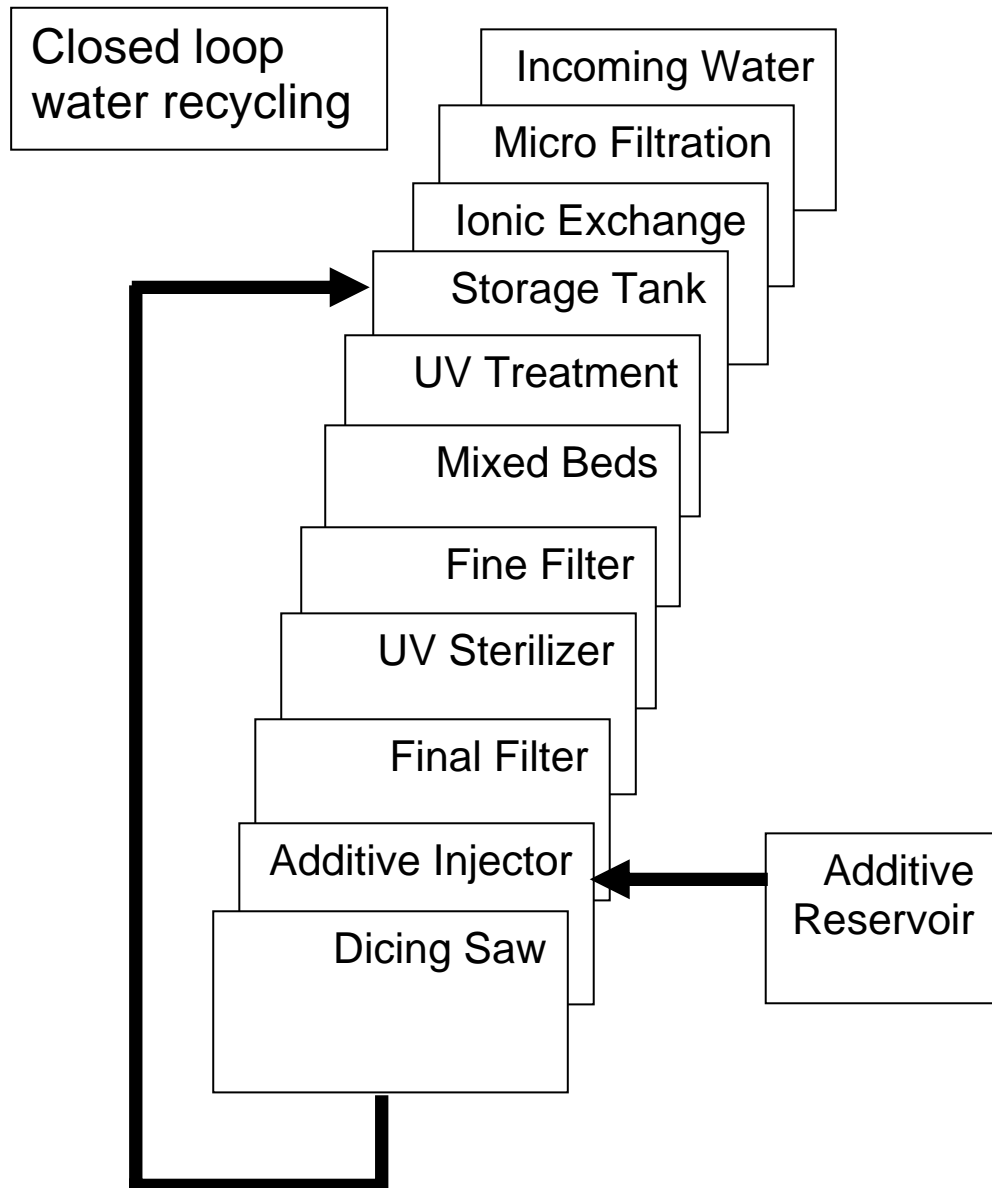 Closed loop
water recycling
Incoming Water
Micro Filtration
Ionic Exchange
Storage Tank
UV Treatment
Mixed Beds
Fine Filter
UV Sterilizer
Final Filter
Additive Injector
Additive
Reservoir
Dicing Saw